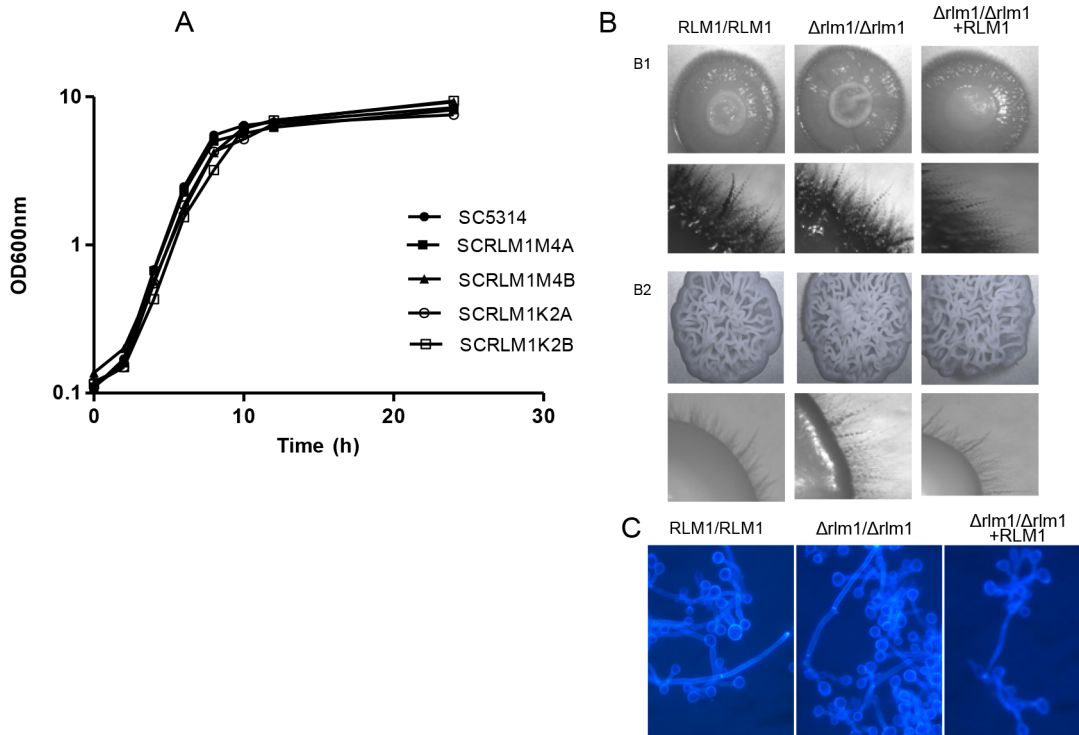 A
OD600nm
10
1
0.1
0
10
20
30
Time (h)
SC5314
SCRLM1M4A
SCRLM1M4B
SCRLM1K2A
SCRLM1K2B
B
RLM1/RLM1
Δrlm1/Δrlm1
Δrlm1/Δrlm1
+RLM1
B1
B2
C
RLM1/RLM1
Δrlm1/Δrlm1
Δrlm1/Δrlm1
+RLM1